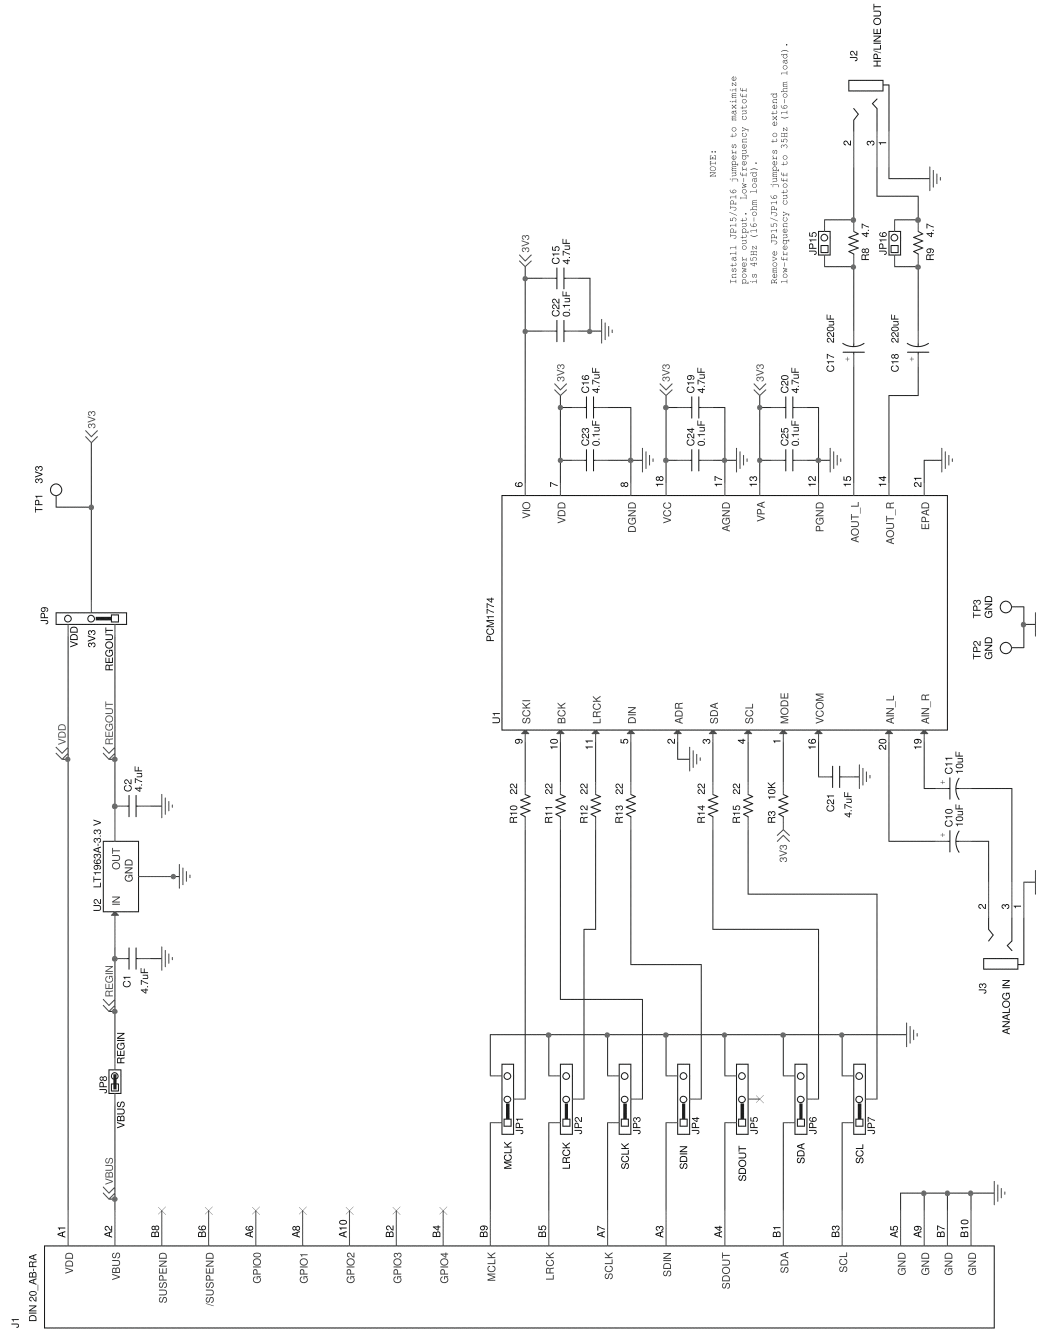 J1
DIN 20_AB-RA
VDD
VBUS
SUSPEND
/SUSPEND
GPIO0
GPIO1
GPIO2
GPIO3
GPIO4
MCLK
LRCK
SCLK
SDIN
SDOUT
SDA
SCL
GND
GND
GND
GND
A1
A2
B8
B6
A6
A8
A10
B2
B4
B9
B5
A7
A3
A4
B1
B3
A5
A9
B7
B10
VBUS
VBUS
JP8
REGIN
REGIN
C1
4.7uF
U2
LT1963A-3.3 V
IN
OUT
GND
C2
4.7uF
VDD
REGOUT
JP9
VDD
3V3
REGOUT
TP1
3V3
3V3
MCLK
JP1
LRCK
JP2
SCLK
JP3
SDIN
JP4
SDOUT
JP5
SDA
JP6
SCL
JP7
R10 22
R11 22
R12 22
R13 22
R14 22
R15 22
3V3
R3 10K
C21
4.7uF
J3
ANALOG IN
2
3
1
C10
10uF
+
C11
10uF
+
9
10
11
5
2
3
4
1
16
20
19
U1
PCM1774
SCKI
BCK
LRCK
DIN
ADR
SDA
SCL
MODE
VCOM
AIN_L
AIN_R
VIO
VDD
DGND
VCC
AGND
VPA
PGND
AOUT_L
AOUT_R
EPAD
6
7
8
18
17
13
12
15
14
21
TP2
GND
TP3
GND
C22
0.1uF
C15
4.7uF
3V3
C23
0.1uF
C16
4.7uF
3V3
C24
0.1uF
C19
4.7uF
3V3
C25
0.1uF
C20
4.7uF
3V3
C17 220uF
+
C18 220uF
+
JP15
R8 4.7
JP16
R9 4.7
2
3
1
J2
HP/LINE OUT
NOTE:
Install JP15/JP16 jumpers to maximize
power output. Low-frequency cutoff
is 45Hz (16-ohm load).
Remove JP15/JP16 jumpers to extend
low-frequency cutoff to 35Hz (16-ohm load).